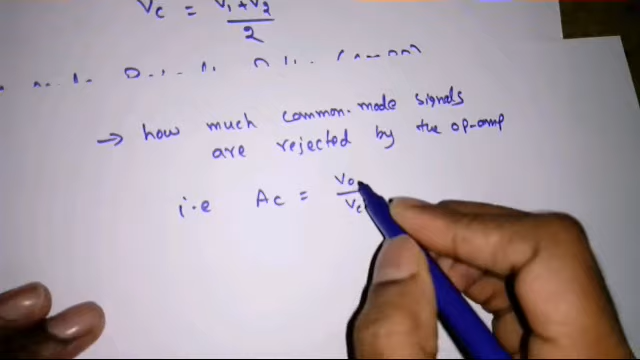 Vc = V1 + V2 / 2
→ how much common-mode signals
are rejected by the op-amp
i.e Ac = Vo / Vc